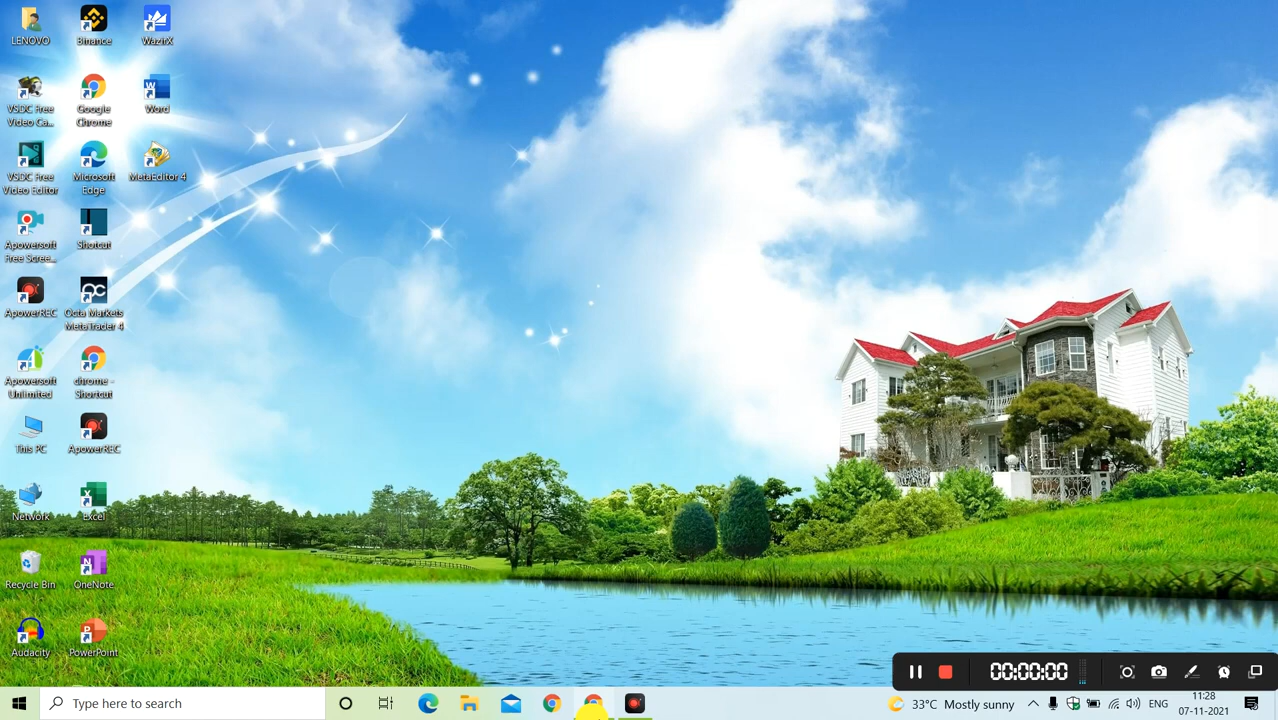 LENOVO
Binance
WazirX
VSDC Free
Video Ca...
Google
Chrome
Word
VSDC Free
Video Editor
Microsoft
Edge
MetaEditor 4
Apowersoft
Free Scree...
Shotcut
ApowerREC
Octa Markets
MetaTrader 4
Apowersoft
Unlimited
chrome -
Shortcut
This PC
ApowerREC
Network
Excel
Recycle Bin
OneNote
Audacity
PowerPoint
00:00:00
Type here to search
33°C Mostly sunny
ENG
11:28
07-11-2021